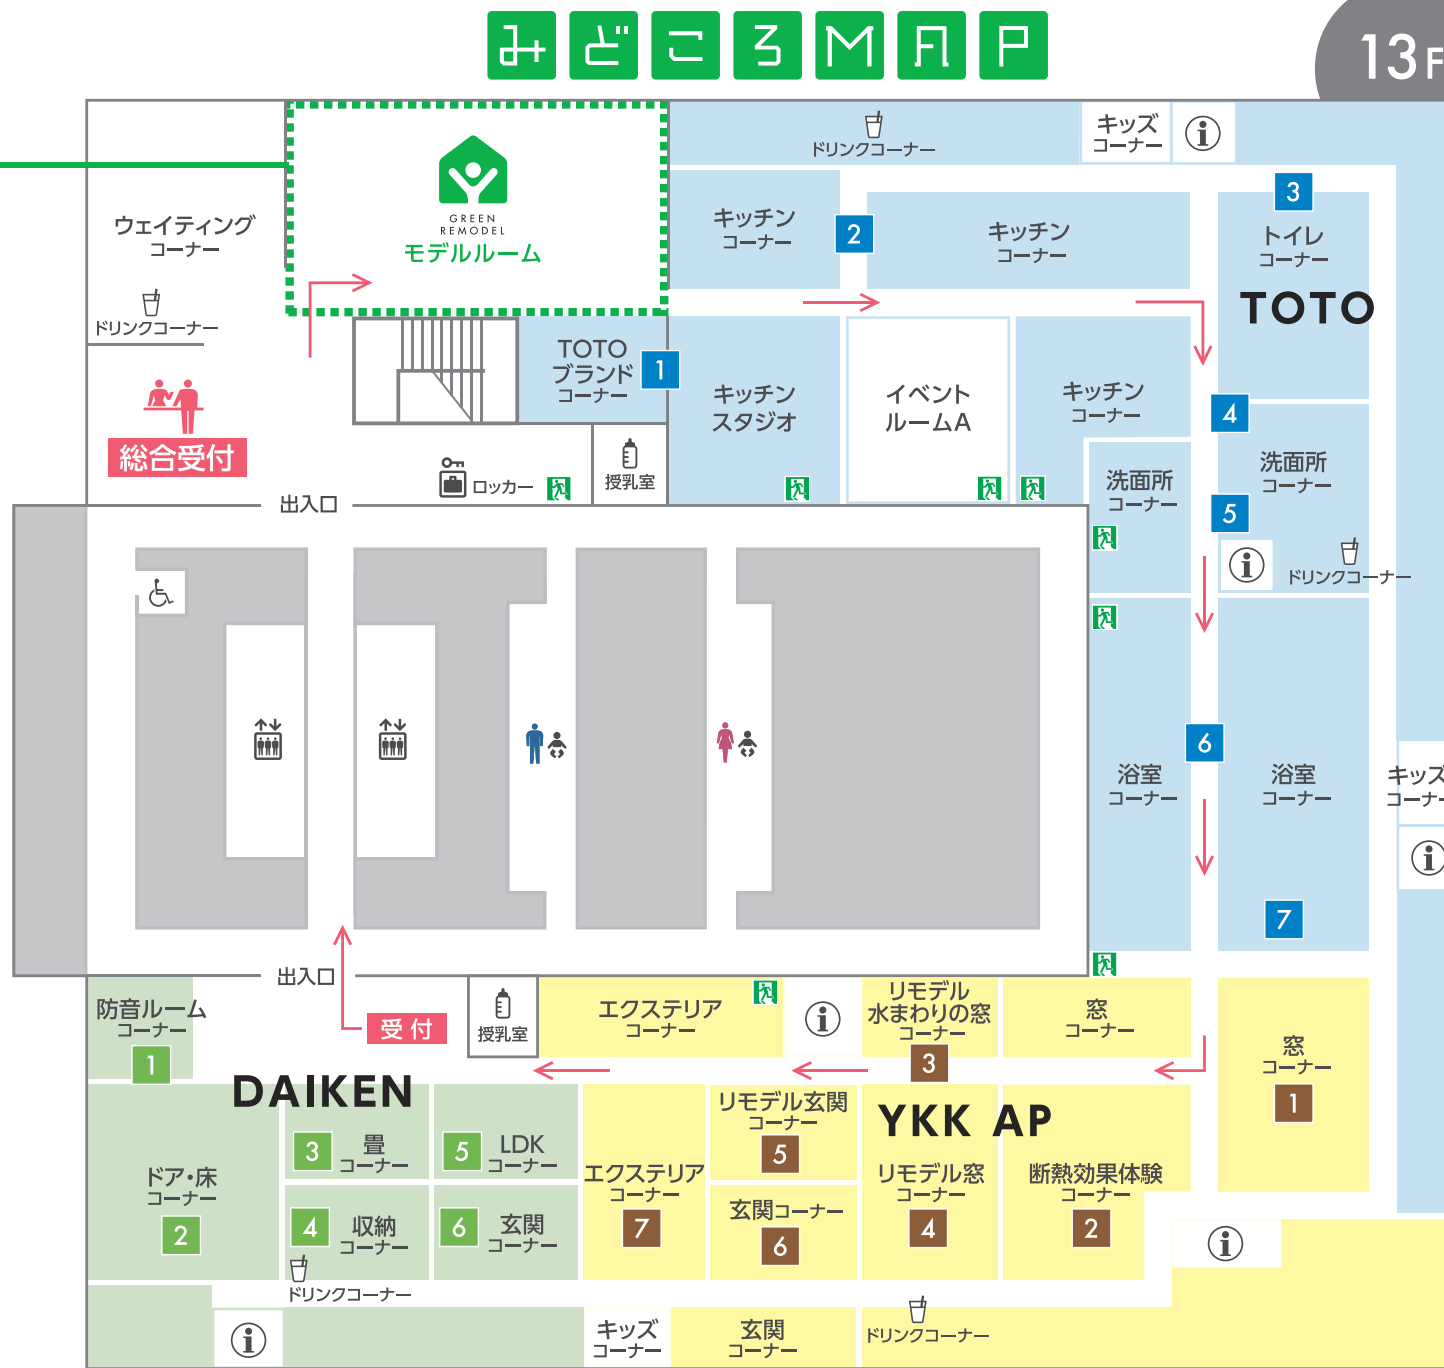 みどころMAP
13F
ウェイティング
コーナー
ドリンクコーナー
総合受付
GREEN
REMODEL
モデルルーム
ドリンクコーナー
キッズ
コーナー
キッチン
コーナー
2
キッチン
コーナー
3
トイレ
コーナー
TOTO
TOTO
ブランド
コーナー
1
キッチン
スタジオ
イベント
ルームA
キッチン
コーナー
4
洗面所
コーナー
洗面所
コーナー
5
ドリンクコーナー
ロッカー
授乳室
出入口
浴室
コーナー
6
浴室
コーナー
7
キッズ
コーナー
出入口
受付
防音ルーム
コーナー
1
DAIKEN
授乳室
エクステリア
コーナー
リモデル
水まわりの窓
コーナー
3
窓
コーナー
窓
コーナー
1
ドア・床
コーナー
2
3
畳
コーナー
5
LDK
コーナー
4
収納
コーナー
6
玄関
コーナー
ドリンクコーナー
エクステリア
コーナー
7
リモデル玄関
コーナー
5
玄関コーナー
6
YKK AP
リモデル窓
コーナー
4
断熱効果体験
コーナー
2
キッズ
コーナー
玄関
コーナー
ドリンクコーナー